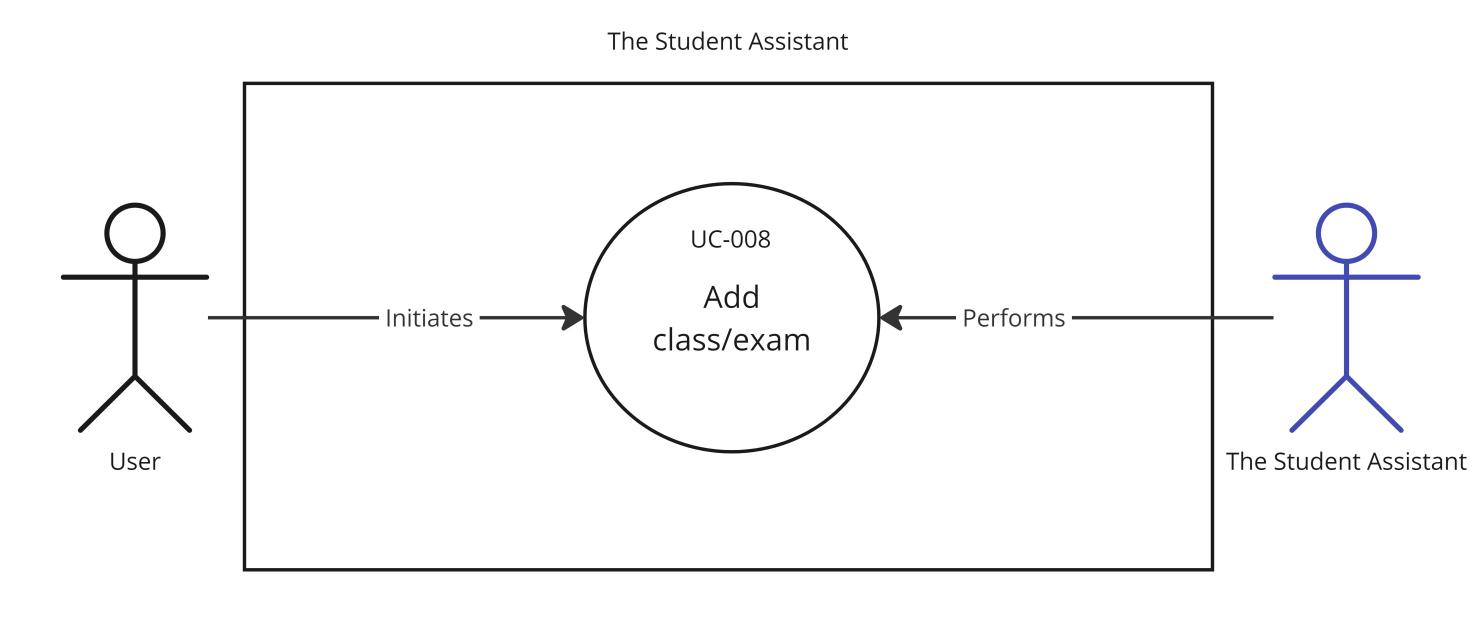 The Student Assistant
UC-008
Add
class/exam
Initiates
Performs
User
The Student Assistant